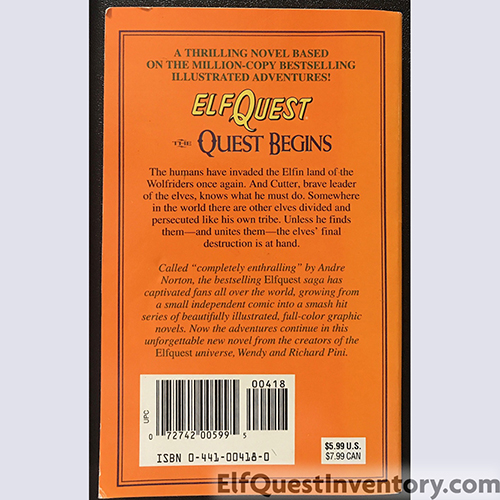 A THRILLING NOVEL BASED
ON THE MILLION-COPY BESTSELLING
ILLUSTRATED ADVENTURES!
ELFQUEST
THE QUEST BEGINS
The humans have invaded the Elfin land of the
Wolfriders once again. And Cutter, brave leader
of the elves, knows what he must do. Somewhere
in the world there are other elves divided and
persecuted like his own tribe. Unless he finds
them—and unites them—the elves' final
destruction is at hand.
Called "completely enthralling" by Andre
Norton, the bestselling Elfquest saga has
captivated fans all over the world, growing from
a small independent comic into a smash hit
series of beautifully illustrated, full-color graphic
novels. Now the adventures continue in this
unforgettable new novel from the creators of the
Elfquest universe, Wendy and Richard Pini.
00418
UPC
0 72742 00599 5
ISBN 0-441-00418-0
$5.99 U.S.
$7.99 CAN
ElfQuestInventory.com